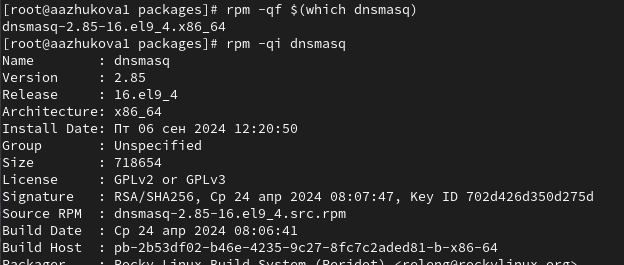 [root@aazhukova1 packages]# rpm -qf $(which dnsmasq)
dnsmasq-2.85-16.el9_4.x86_64
[root@aazhukova1 packages]# rpm -qi dnsmasq
Name        : dnsmasq
Version     : 2.85
Release     : 16.el9_4
Architecture: x86_64
Install Date: Пт 06 сен 2024 12:20:50
Group       : Unspecified
Size        : 718654
License     : GPLv2 or GPLv3
Signature   : RSA/SHA256, Ср 24 апр 2024 08:07:47, Key ID 702d426d350d275d
Source RPM  : dnsmasq-2.85-16.el9_4.src.rpm
Build Date  : Ср 24 апр 2024 08:06:41
Build Host  : pb-2b53df02-b46e-4235-9c27-8fc7c2aded81-b-x86-64
Packager    : Rocky Linux Build System (Peridot) <releng@rockylinux.org>